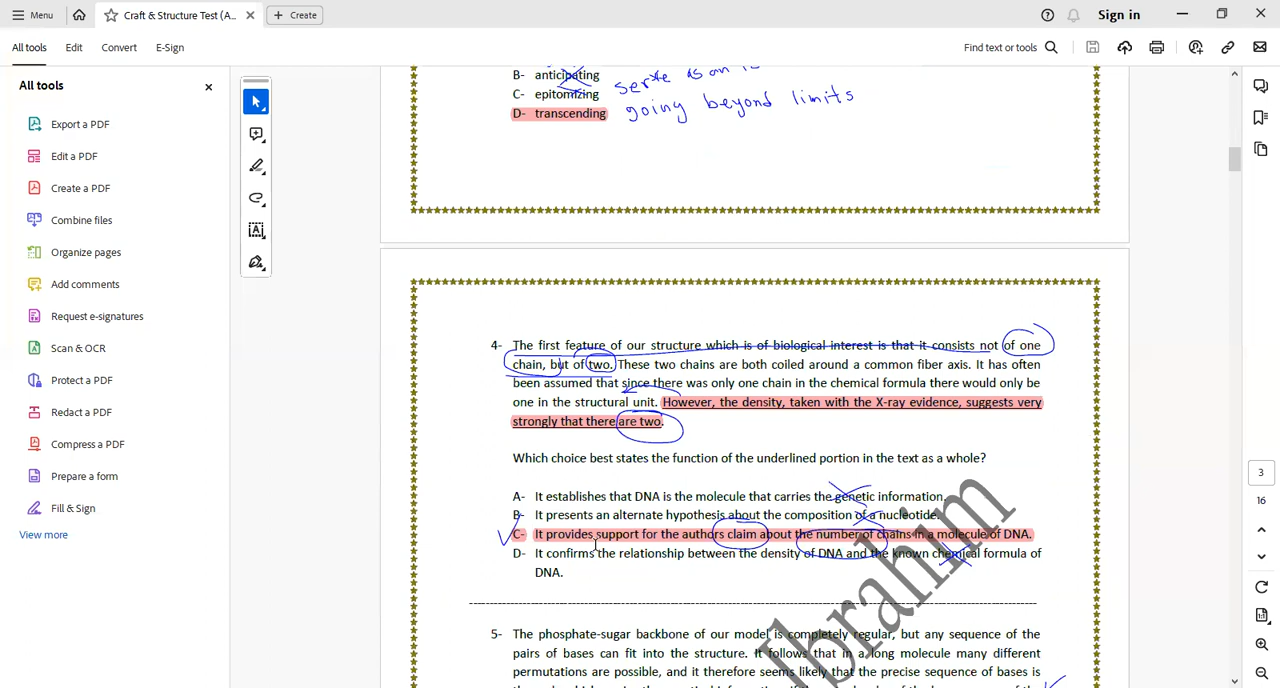 Menu
Craft & Structure Test (A...
Create
Sign in
All tools
Edit
Convert
E-Sign
Find text or tools
All tools
Export a PDF
Edit a PDF
Create a PDF
Combine files
Organize pages
Add comments
Request e-signatures
Scan & OCR
Protect a PDF
Redact a PDF
Compress a PDF
Prepare a form
Fill & Sign
View more
B- anticipating
serve as an
C- epitomizing
D- transcending
going beyond limits
4- The first feature of our structure which is of biological interest is that it consists not of one
chain, but of two. These two chains are both coiled around a common fiber axis. It has often
been assumed that since there was only one chain in the chemical formula there would only be
one in the structural unit. However, the density, taken with the X-ray evidence, suggests very
strongly that there are two.
Which choice best states the function of the underlined portion in the text as a whole?
A- It establishes that DNA is the molecule that carries the genetic information.
B- It presents an alternate hypothesis about the composition of a nucleotide.
C- It provides support for the authors claim about the number of chains in a molecule of DNA.
D- It confirms the relationship between the density of DNA and the known chemical formula of
DNA.
Ibrahim
5- The phosphate-sugar backbone of our model is completely regular, but any sequence of the
pairs of bases can fit into the structure. It follows that in a long molecule many different
permutations are possible, and it therefore seems likely that the precise sequence of bases is
3
16